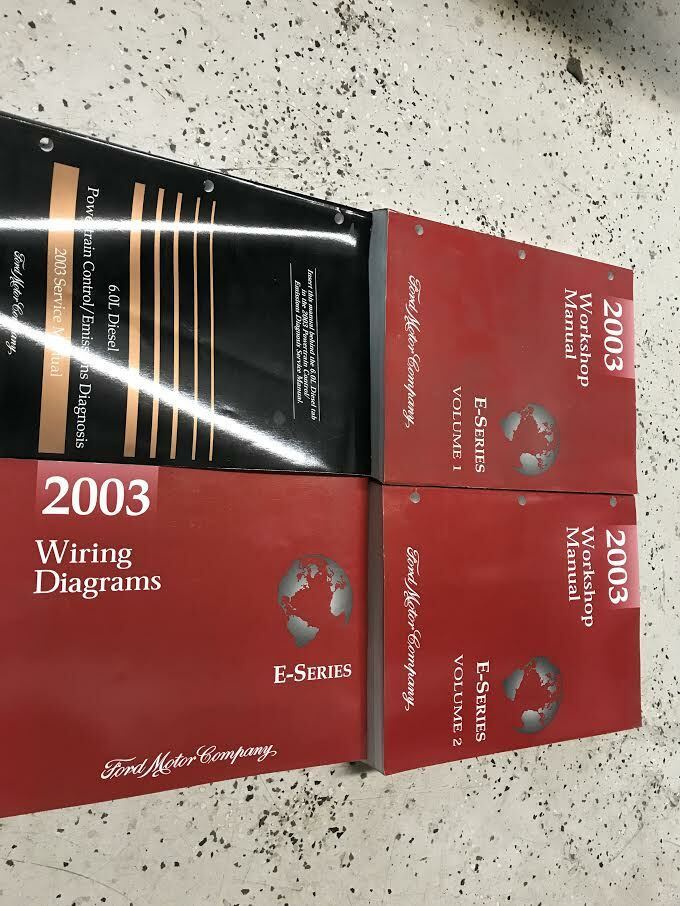 Insert this manual behind the 6.0L Diesel tab
in the 2003 Powertrain Control/
Emissions Diagnosis Service Manual.
6.0L Diesel
Powertrain Control/Emissions Diagnosis
2003 Service Manual
Ford Motor Company,
2003
Workshop
Manual
E-SERIES
VOLUME 1
Ford Motor Company,
2003
Wiring
Diagrams
E-SERIES
Ford Motor Company,
2003
Workshop
Manual
E-SERIES
VOLUME 2
Ford Motor Company,